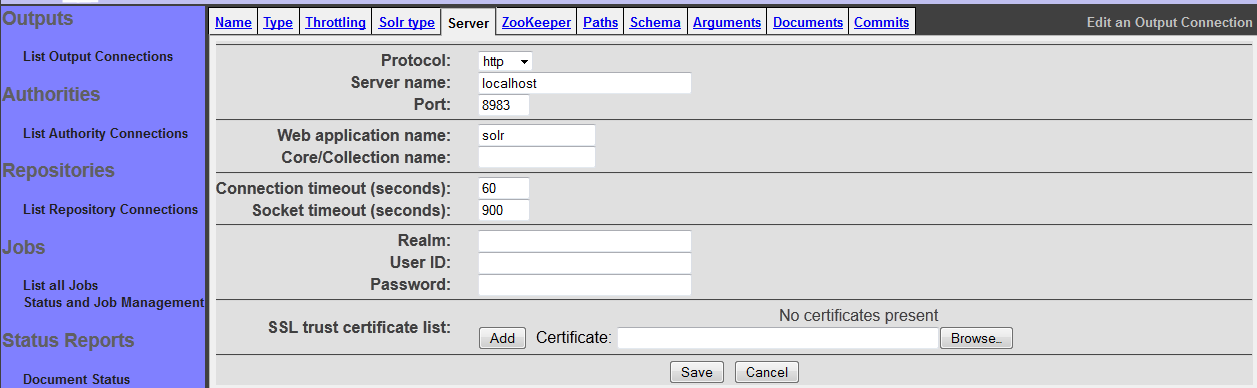 Outputs
List Output Connections
Authorities
List Authority Connections
Repositories
List Repository Connections
Jobs
List all Jobs
Status and Job Management
Status Reports
Document Status
Name Type Throttling Solr type Server ZooKeeper Paths Schema Arguments Documents Commits Edit an Output Connection
Protocol: http
Server name: localhost
Port: 8983
Web application name: solr
Core/Collection name:
Connection timeout (seconds): 60
Socket timeout (seconds): 900
Realm:
User ID:
Password:
No certificates present
SSL trust certificate list:
Add Certificate: Browse_
Save Cancel